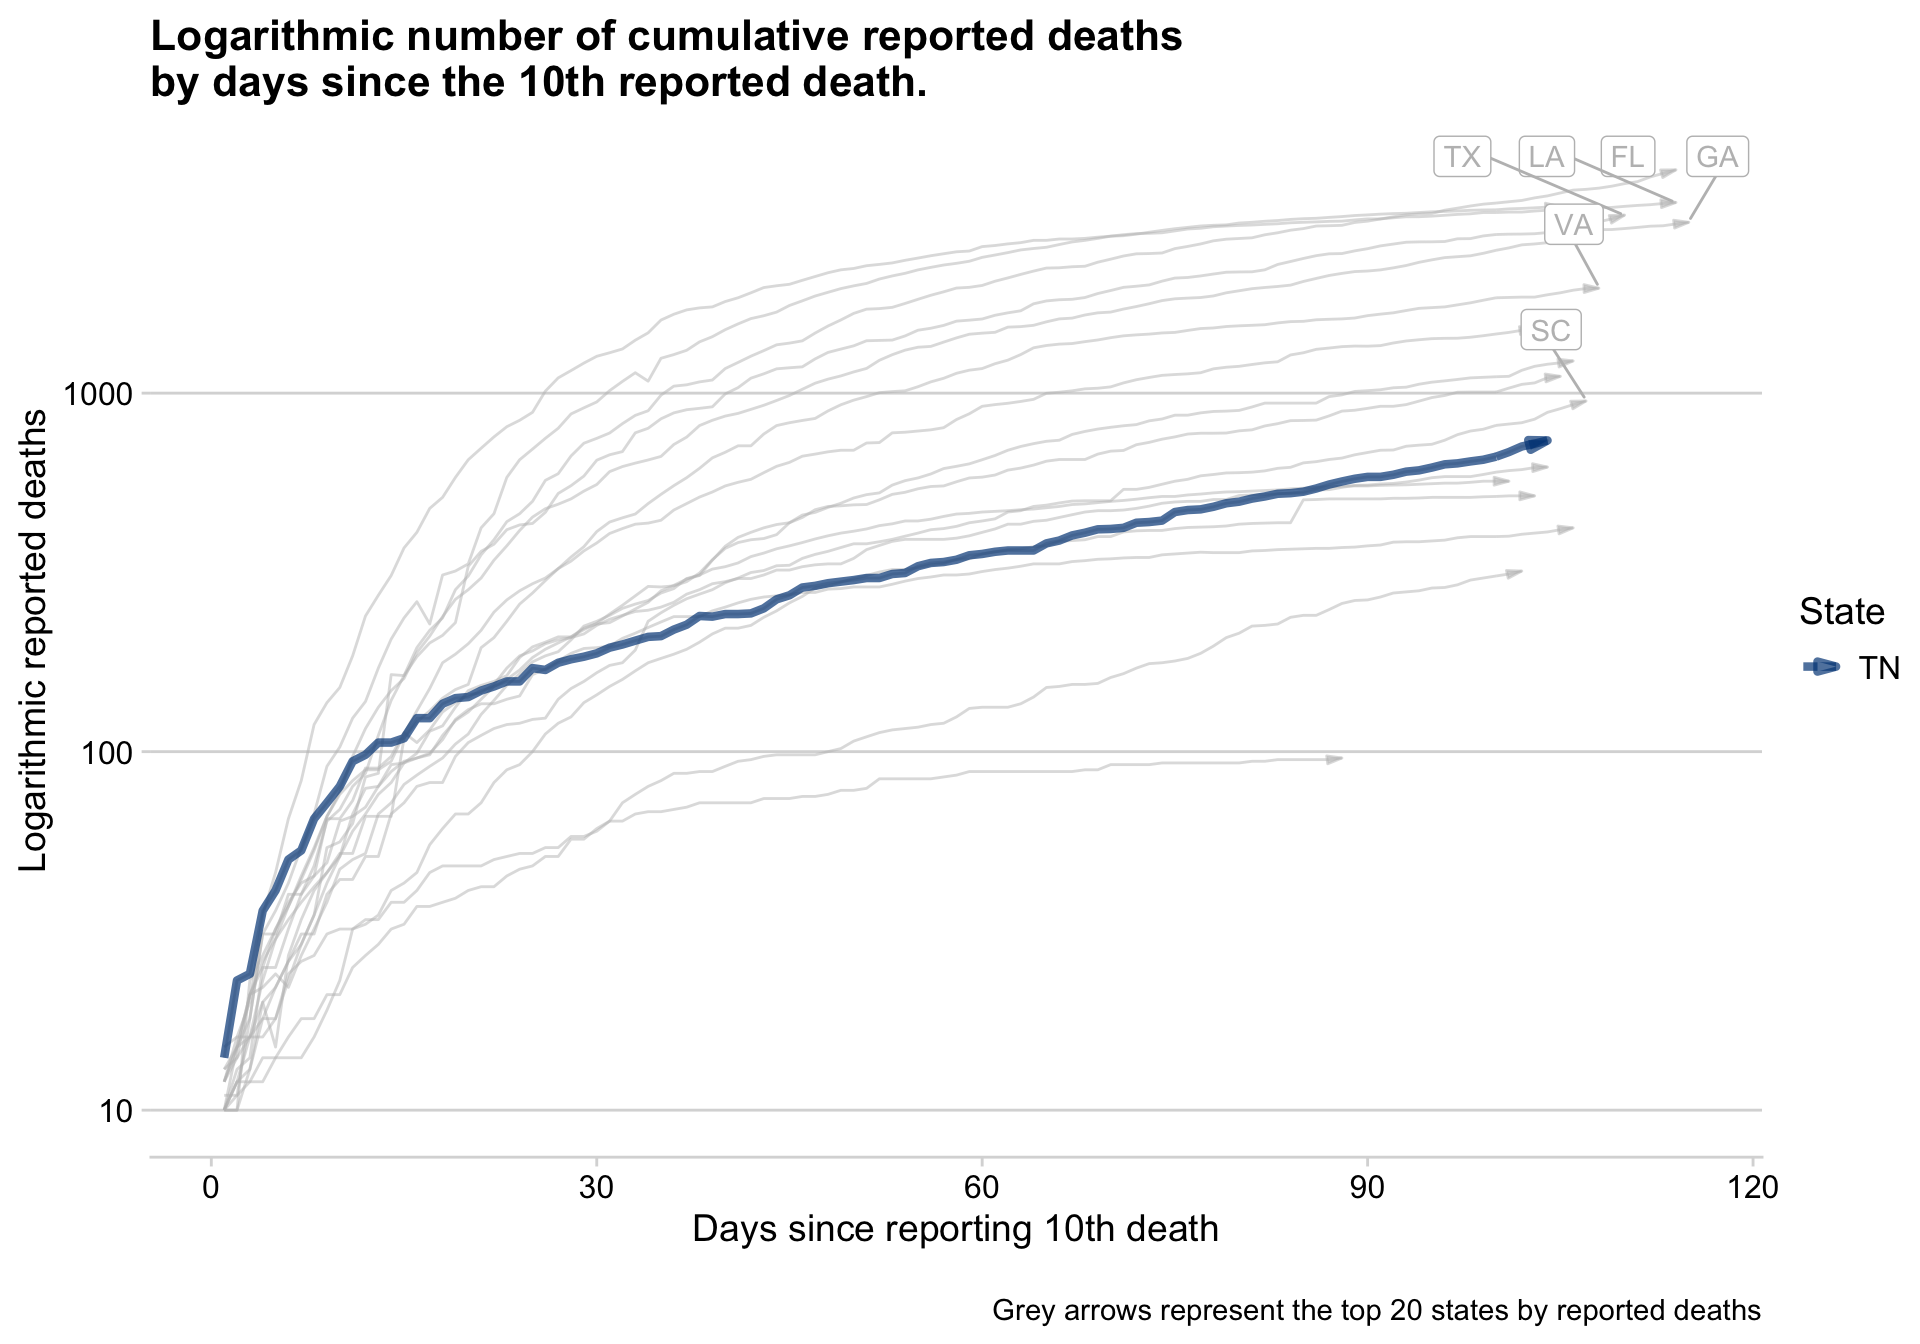 Logarithmic number of cumulative reported deaths
by days since the 10th reported death.
TX
LA
FL
GA
VA
SC
1000
100
10
Logarithmic reported deaths
0
30
60
90
120
Days since reporting 10th death
State
TN
Grey arrows represent the top 20 states by reported deaths